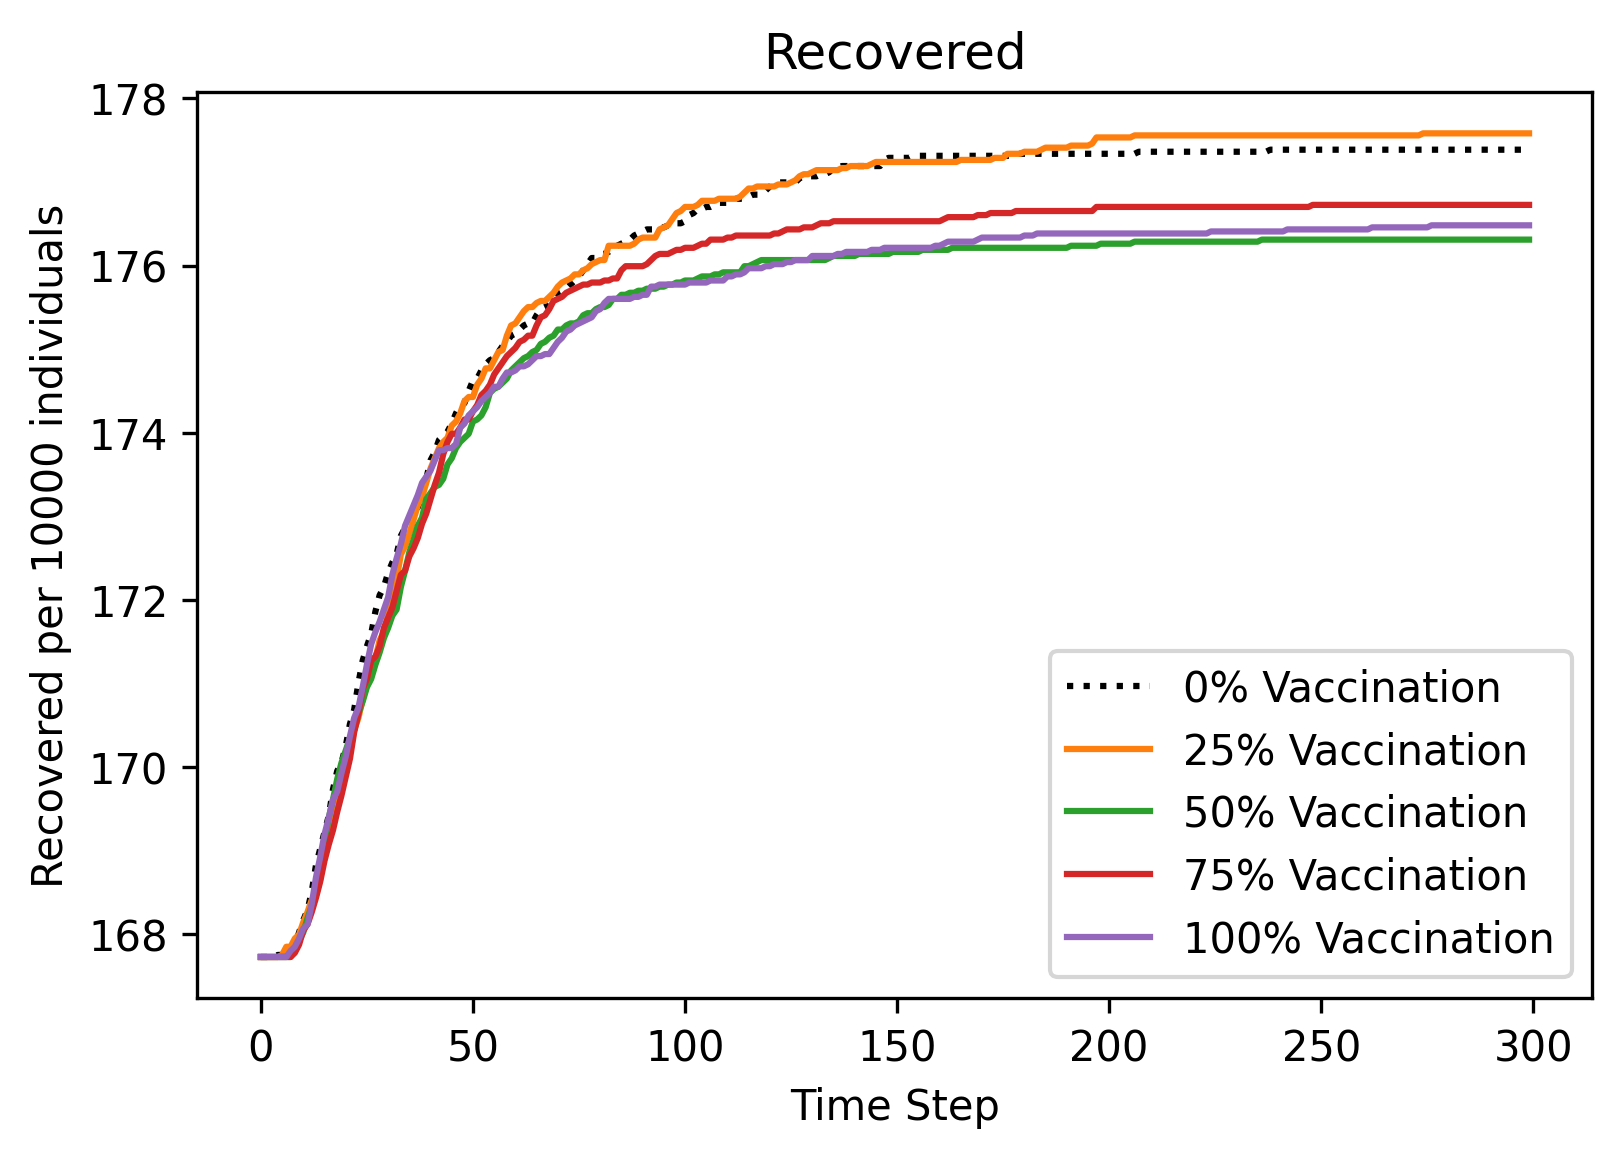 Recovered
Recovered per 10000 individuals
178
176
174
172
170
168
0% Vaccination
25% Vaccination
50% Vaccination
75% Vaccination
100% Vaccination
0 50 100 150 200 250 300
Time Step